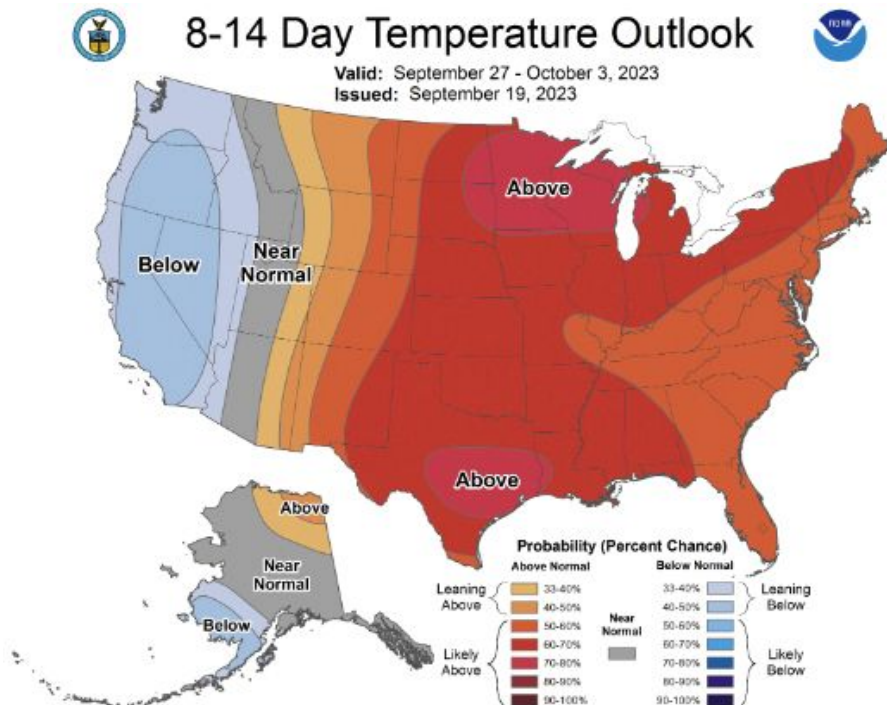 8-14 Day Temperature Outlook
noaa
Valid: September 27 - October 3, 2023
Issued: September 19, 2023
Above
Below
Near
Normal
Above
Above
Near
Normal
Below
Probability (Percent Chance)
Above Normal
Below Normal
Leaning
Above
33-40%
40-50%
Likely
Above
50-60%
60-70%
70-80%
80-90%
90-100%
Near
Normal
33-40%
40-50%
Leaning
Below
50-60%
60-70%
70-80%
80-90%
90-100%
Likely
Below